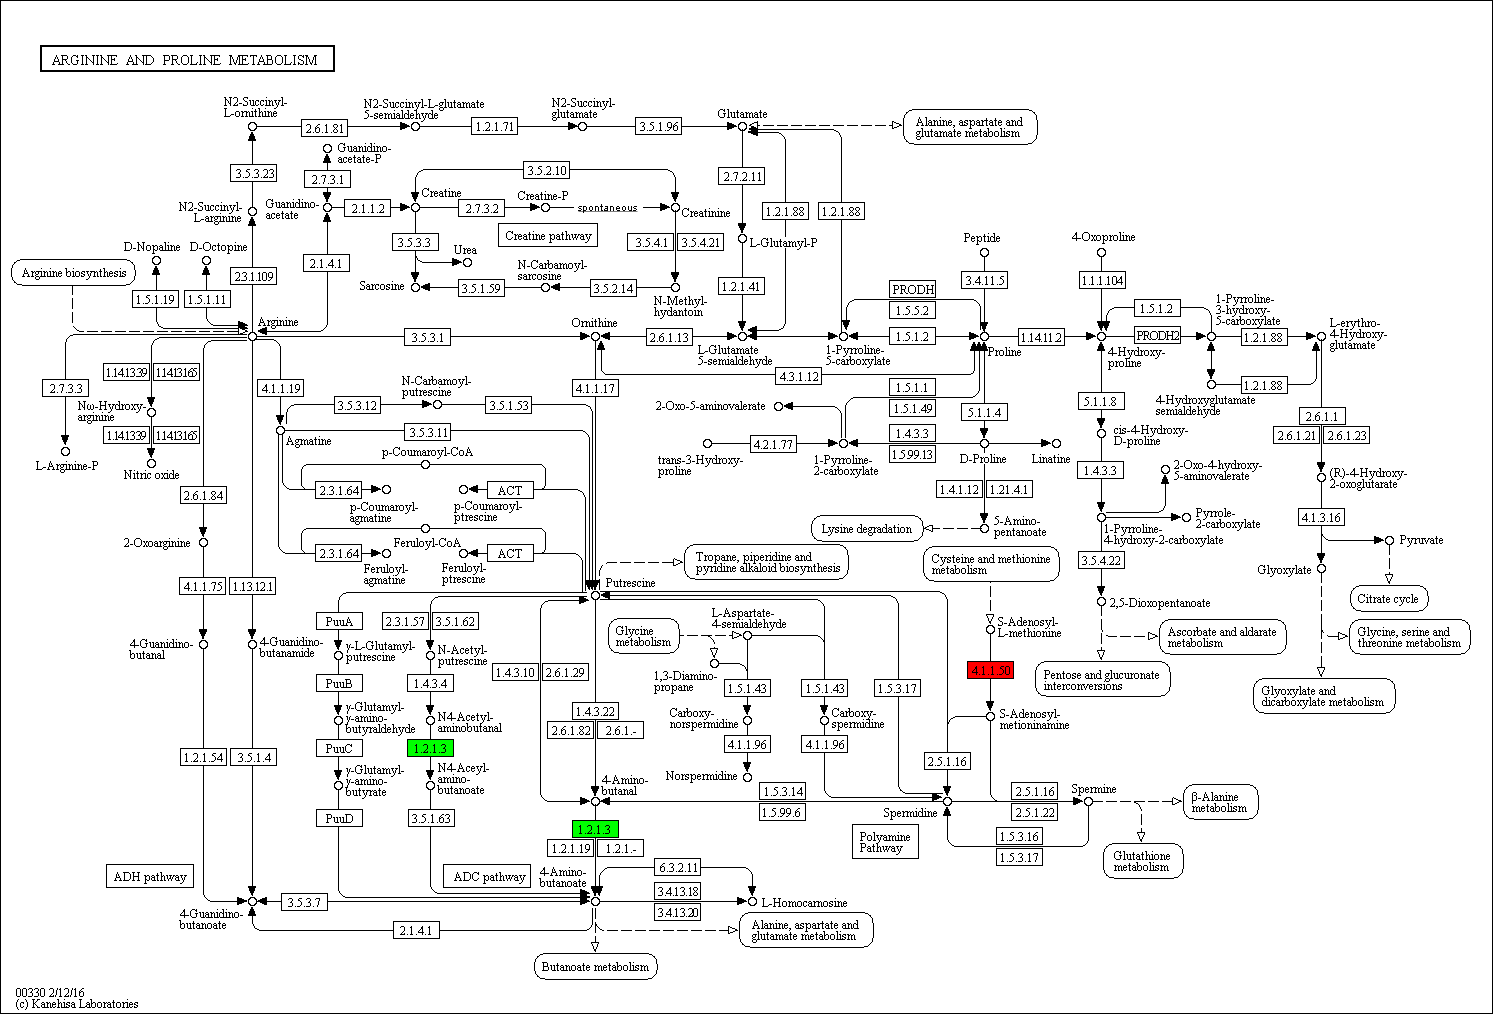 ARGININE AND PROLINE METABOLISM
N2-Succinyl-
L-ornithine
2.6.1.81
N2-Succinyl-L-glutamate
5-semialdehyde
1.2.1.71
N2-Succinyl-
glutamate
3.5.1.96
Glutamate
Alanine, aspartate and
glutamate metabolism
Guanidino-
acetate-P
3.5.3.23
2.7.3.1
3.5.2.10
2.7.2.11
N2-Succinyl-
L-arginine
Guanidino-
acetate
2.1.1.2
Creatine
2.7.3.2
Creatine-P
spontaneous
Creatinine
1.2.1.88
1.2.1.88
3.5.3.3
Creatine pathway
3.5.4.1
3.5.4.21
L-Glutamyl-P
Peptide
4-Oxoproline
D-Nopaline
D-Octopine
Urea
Arginine biosynthesis
2.3.1.109
2.1.4.1
N-Carbamoyl-
sarcosine
3.4.11.5
1.1.1.104
1.5.1.19
1.5.1.11
Sarcosine
3.5.1.59
3.5.2.14
N-Methyl-
hydantoin
1.2.1.41
PRODH
1.5.5.2
1.5.1.2
1-Pyrroline-
3-hydroxy-
5-carboxylate
Arginine
3.5.3.1
Ornithine
2.6.1.13
L-Glutamate
5-semialdehyde
1-Pyrroline-
5-carboxylate
1.5.1.2
Proline
1.14.11.2
4-Hydroxy-
proline
PRODH2
1.2.1.88
L-erythro-
4-Hydroxy-
glutamate
2.7.3.3
1.14.13.39
1.14.13.165
4.1.1.19
4.1.1.17
4.3.1.12
1.2.1.88
4-Hydroxyglutamate
semialdehyde
N-Carbamoyl-
putrescine
3.5.3.12
3.5.1.53
1.5.1.1
1.5.1.49
Nω-Hydroxy-
arginine
2-Oxo-5-aminovalerate
5.1.1.4
5.1.1.8
2.6.1.1
2.6.1.21
2.6.1.23
1.14.13.39
1.14.13.165
Agmatine
3.5.3.11
trans-3-Hydroxy-
proline
4.2.1.77
1-Pyrroline-
2-carboxylate
1.4.3.3
1.5.99.13
D-Proline
Linatine
cis-4-Hydroxy-
D-proline
L-Arginine-P
Nitric oxide
p-Coumaroyl-CoA
1.4.3.3
2-Oxo-4-hydroxy-
5-aminovalerate
(R)-4-Hydroxy-
2-oxoglutarate
2.6.1.84
2.3.1.64
ACT
p-Coumaroyl-
agmatine
p-Coumaroyl-
ptrescine
1.4.1.12
1.21.4.1
Lysine degradation
5-Amino-
pentanoate
1-Pyrroline-
4-hydroxy-2-carboxylate
Pyrrole-
2-carboxylate
4.1.3.16
2-Oxoarginine
Feruloyl-CoA
2.3.1.64
ACT
Feruloyl-
agmatine
Feruloyl-
ptrescine
Tropane, piperidine and
pyridine alkaloid biosynthesis
Cysteine and methionine
metabolism
3.5.4.22
Pyruvate
Glyoxylate
4.1.1.75
1.13.12.1
Putrescine
2,5-Dioxopentanoate
Citrate cycle
PuuA
2.3.1.57
3.5.1.62
Glycine
metabolism
L-Aspartate-
4-semialdehyde
S-Adenosyl-
L-methionine
Ascorbate and aldarate
metabolism
Glycine, serine and
threonine metabolism
4-Guanidino-
butanal
4-Guanidino-
butanamide
γ-L-Glutamyl-
putrescine
N-Acetyl-
putrescine
1.4.3.10
2.6.1.29
1,3-Diamino-
propane
4.1.1.50
Pentose and glucuronate
interconversions
PuuB
1.4.3.4
1.5.1.43
1.5.1.43
1.5.3.17
Glyoxylate and
dicarboxylate metabolism
γ-Glutamyl-
γ-amino-
butyraldehyde
N4-Acetyl-
aminobutanal
1.4.3.22
2.6.1.82
2.6.1.-
Carboxy-
norspermidine
Carboxy-
spermidine
S-Adenosyl-
metioninamine
1.2.1.54
3.5.1.4
PuuC
1.2.1.3
4.1.1.96
4.1.1.96
2.5.1.16
γ-Glutamyl-
γ-amino-
butyrate
N4-Aceyl-
amino-
butanoate
4-Amino-
butanal
Norspermidine
1.5.3.14
1.5.99.6
Spermidine
2.5.1.16
2.5.1.22
Spermine
β-Alanine
metabolism
PuuD
3.5.1.63
1.2.1.3
1.2.1.19
1.2.1.-
Polyamine
Pathway
1.5.3.16
1.5.3.17
Glutathione
metabolism
ADH pathway
ADC pathway
4-Amino-
butanoate
6.3.2.11
3.4.13.18
3.4.13.20
L-Homocarnosine
4-Guanidino-
butanoate
3.5.3.7
2.1.4.1
Alanine, aspartate and
glutamate metabolism
Butanoate metabolism
00330 2/12/16
(c) Kanehisa Laboratories